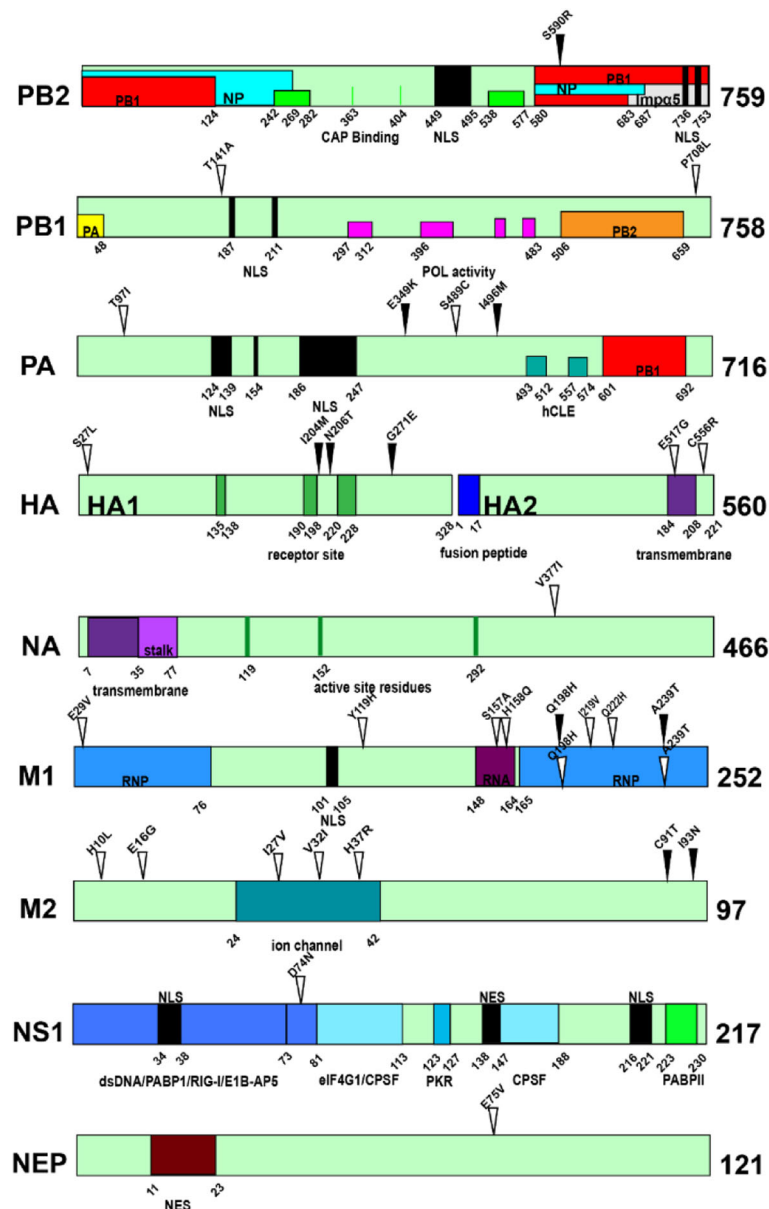 S590R
PB2 PB1 NP PB1 NP Impα5 759
124 242 269 282 363 404 449 495 538 577 580 683 687 736 753
CAP Binding NLS NLS
T141A P708L
PB1 PA PB2 758
48 187 211 297 312 396 483 506 659
NLS POL activity
T97I E349K S489C I496M
PA PB1 716
124 139 154 186 247 493 512 557 574 601 692
NLS NLS hCLE
S27L I204M N206T G271E E517G C556R
HA HA1 HA2 560
135 138 190 198 220 228 328 1 17 184 208 221
receptor site fusion peptide transmembrane
V377I
NA stalk 466
7 35 77 119 152 292
transmembrane active site residues
E29V Y119H S157A H158Q Q198H I219V Q222H A239T
Q198H A239T
M1 RNP RNA RNP 252
76 101 105 148 164 165
NLS
H10L E16G I27V V32I H37R C91T I93N
M2 97
24 42
ion channel
D74N
NLS NES NLS
NS1 217
34 38 73 81 113 123 127 138 147 188 216 221 223 230
dsDNA/PABP1/RIG-I/E1B-AP5 eIF4G1/CPSF PKR CPSF PABPII
E75V
NEP 121
11 23
NES